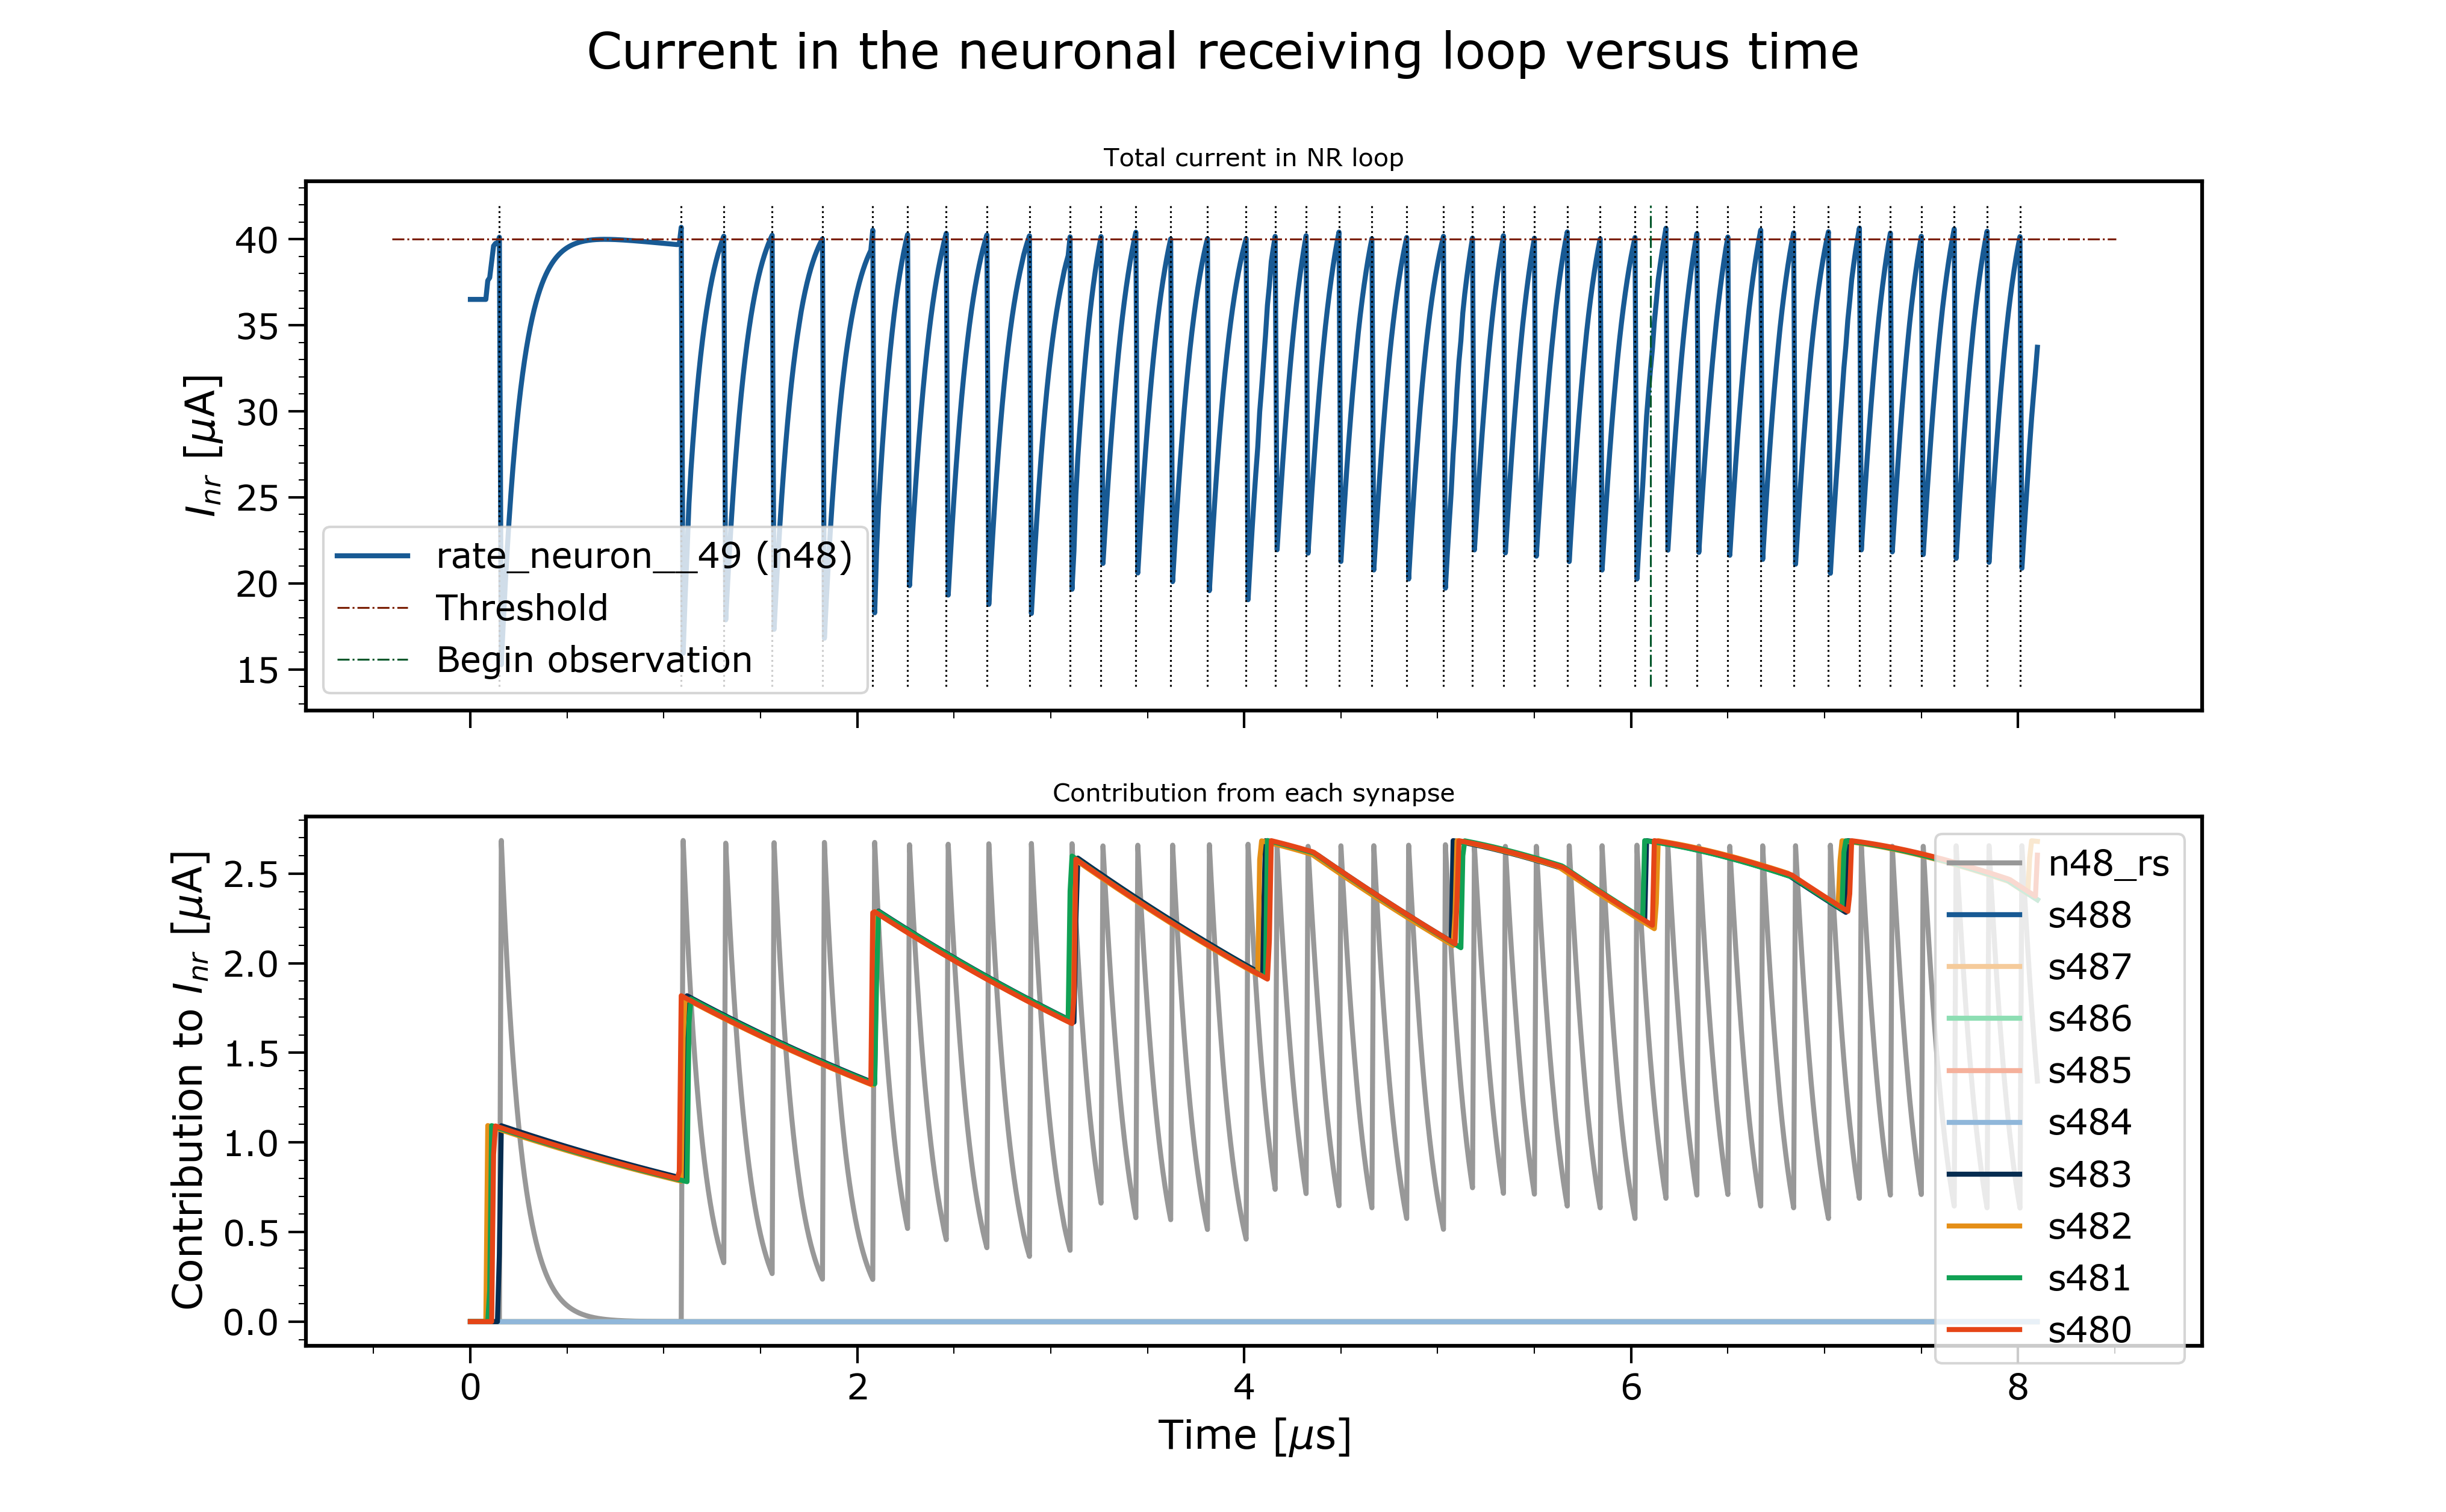 Current in the neuronal receiving loop versus time
Total current in NR loop
40
35
30
25
20
15
I_nr [μA]
rate_neuron__49 (n48)
Threshold
Begin observation
Contribution from each synapse
2.5
2.0
1.5
1.0
0.5
0.0
Contribution to I_nr [μA]
n48_rs
s488
s487
s486
s485
s484
s483
s482
s481
s480
0 2 4 6 8
Time [μs]